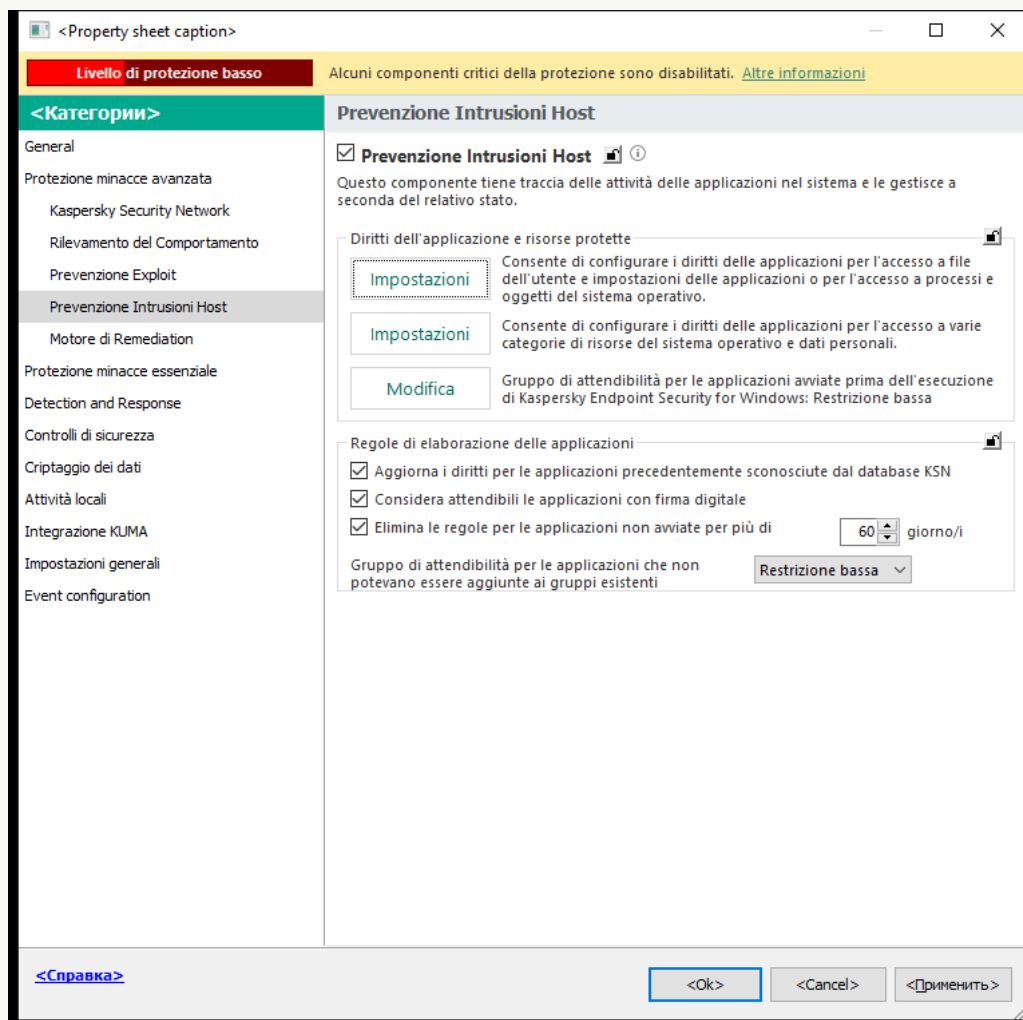 <Property sheet caption>
Livello di protezione basso
Alcuni componenti critici della protezione sono disabilitati. Altre informazioni
<Категории>
General
Protezione minacce avanzata
Kaspersky Security Network
Rilevamento del Comportamento
Prevenzione Exploit
Prevenzione Intrusioni Host
Motore di Remediation
Protezione minacce essenziale
Detection and Response
Controlli di sicurezza
Criptaggio dei dati
Attività locali
Integrazione KUMA
Impostazioni generali
Event configuration
Prevenzione Intrusioni Host
Prevenzione Intrusioni Host
Questo componente tiene traccia delle attività delle applicazioni nel sistema e le gestisce a
seconda del relativo stato.
Diritti dell'applicazione e risorse protette
Impostazioni
Consente di configurare i diritti delle applicazioni per l'accesso a file
dell'utente e impostazioni delle applicazioni o per l'accesso a processi e
oggetti del sistema operativo.
Impostazioni
Consente di configurare i diritti delle applicazioni per l'accesso a varie
categorie di risorse del sistema operativo e dati personali.
Modifica
Gruppo di attendibilità per le applicazioni avviate prima dell'esecuzione
di Kaspersky Endpoint Security for Windows: Restrizione bassa
Regole di elaborazione delle applicazioni
Aggiorna i diritti per le applicazioni precedentemente sconosciute dal database KSN
Considera attendibili le applicazioni con firma digitale
Elimina le regole per le applicazioni non avviate per più di 60 giorno/i
Gruppo di attendibilità per le applicazioni che non
potevano essere aggiunte ai gruppi esistenti
Restrizione bassa
<Справка>
<Ok> <Cancel> <Применить>